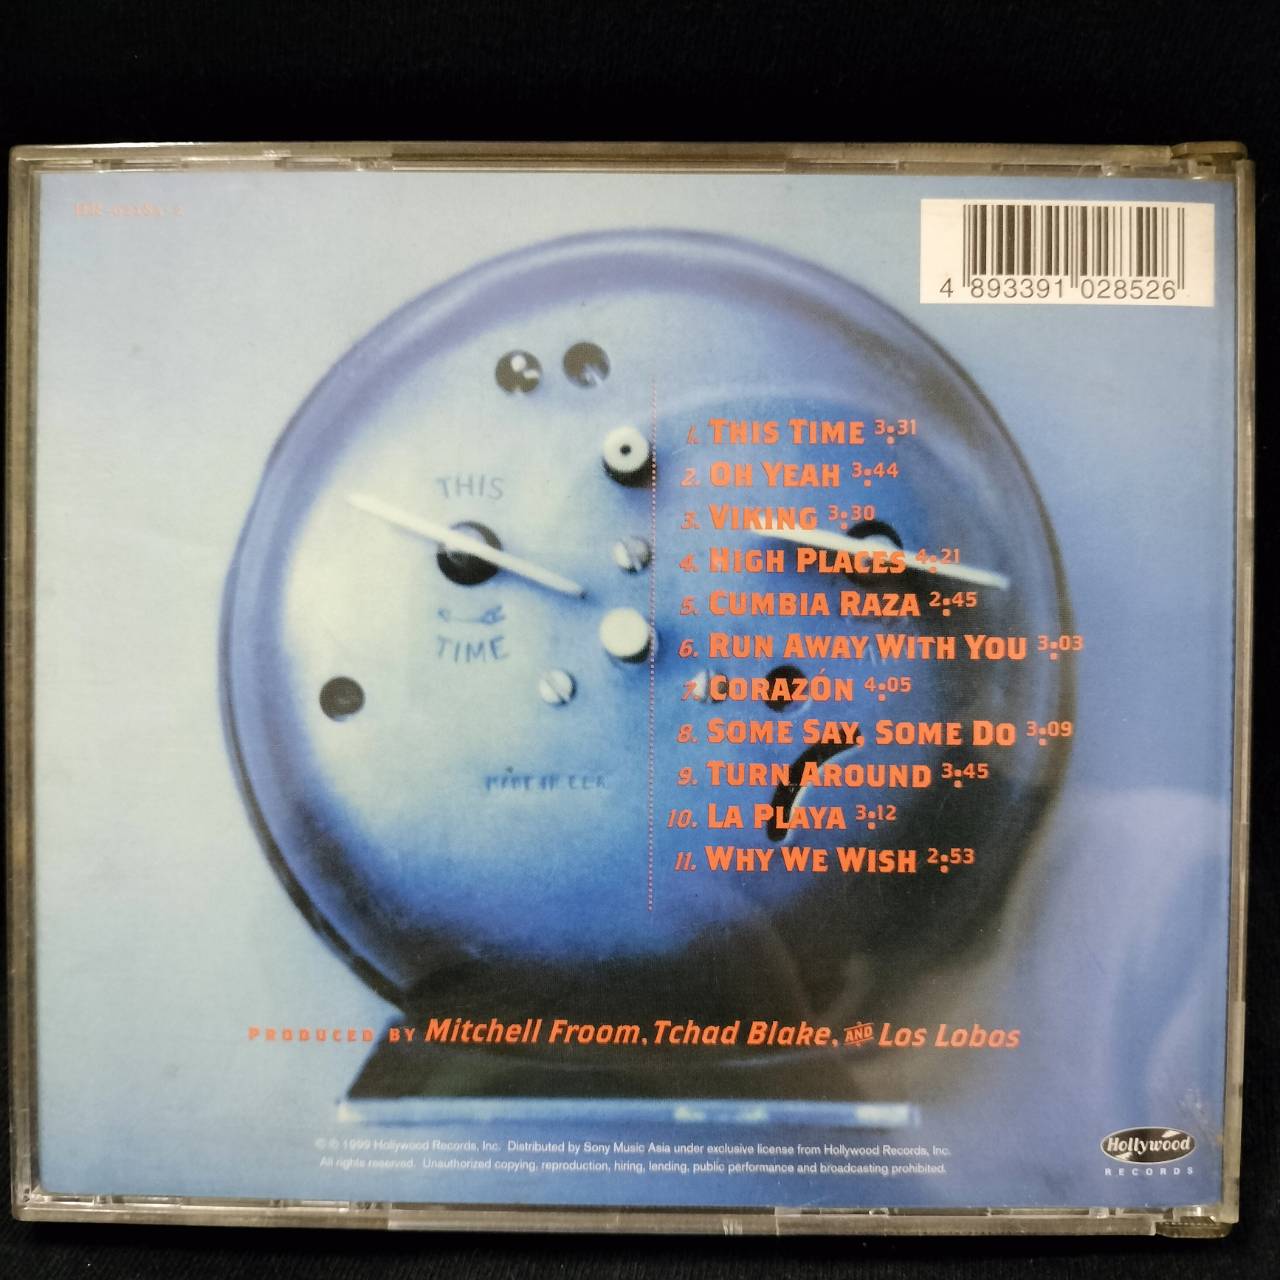 4 893391 028526
THIS
TIME
1. THIS TIME 3:31
2. OH YEAH 3:44
3. VIKING 3:30
4. HIGH PLACES 4:21
5. CUMBIA RAZA 2:45
6. RUN AWAY WITH YOU 3:03
7. CORAZÓN 4:05
8. SOME SAY, SOME DO 3:09
9. TURN AROUND 3:45
10. LA PLAYA 3:12
11. WHY WE WISH 2:53
PRODUCED BY Mitchell Froom, Tchad Blake, AND Los Lobos
℗ © 1999 Hollywood Records, Inc. Distributed by Sony Music Asia under exclusive license from Hollywood Records, Inc.
All rights reserved. Unauthorized copying, reproduction, hiring, lending, public performance and broadcasting prohibited.
Hollywood
RECORDS